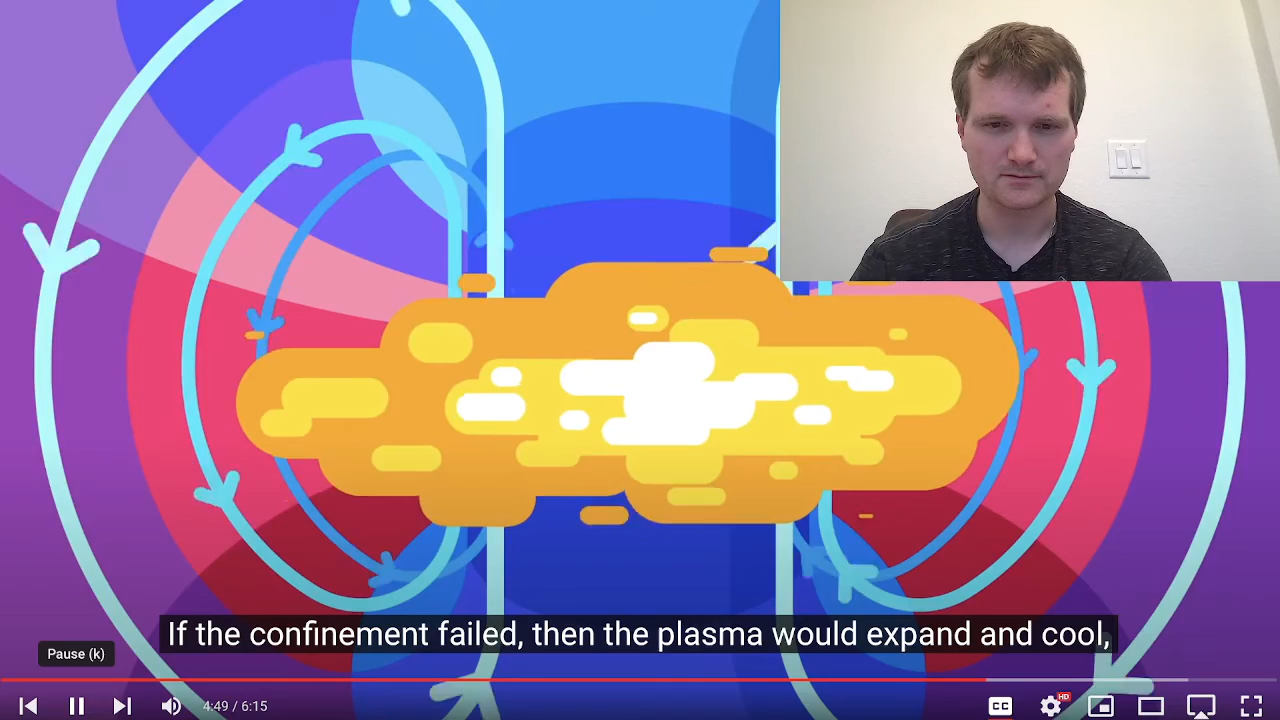 If the confinement failed, then the plasma would expand and cool,
Pause (k)
4:49 / 6:15
CC
HD